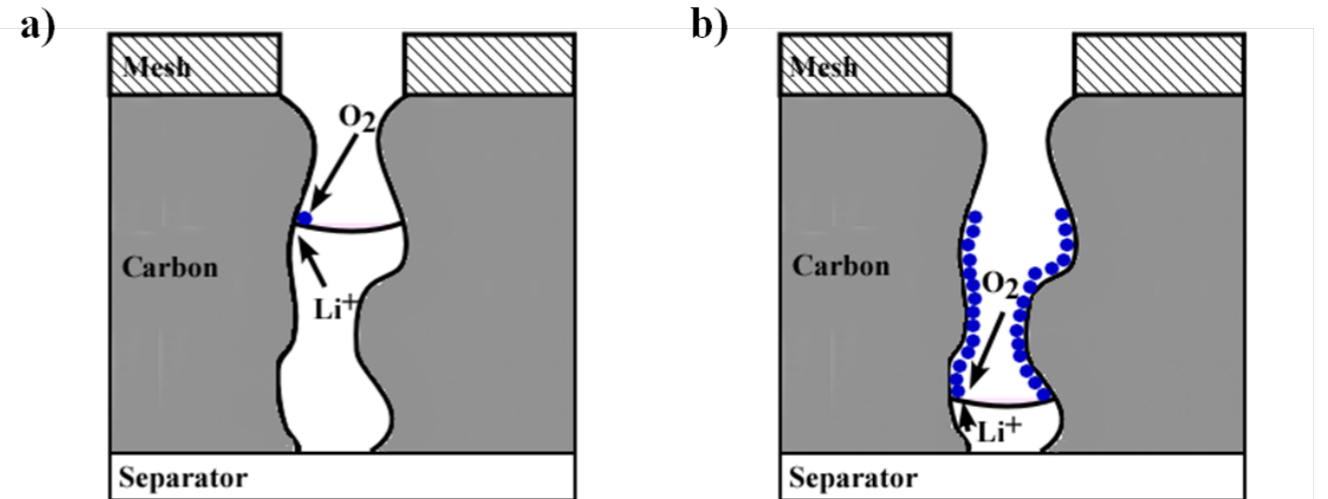 a)
Mesh
O2
Li+
Carbon
Separator
b)
Mesh
O2
Li+
Carbon
Separator